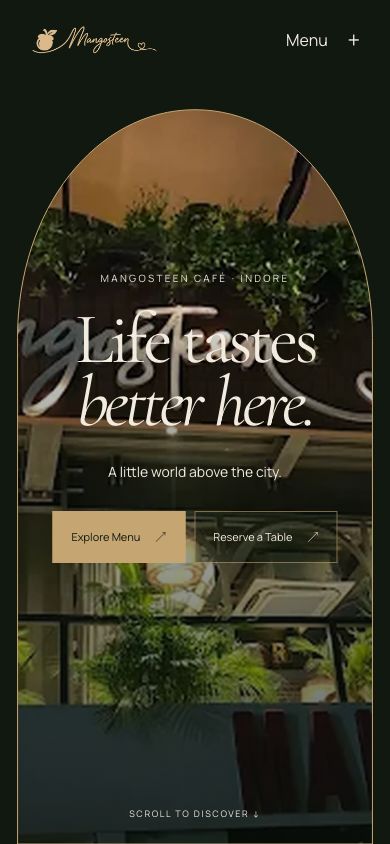 Mangosteen
Menu +
MANGOSTEEN CAFÉ · INDORE
Life tastes
better here.
A little world above the city.
Explore Menu ↗
Reserve a Table ↗
MA
SCROLL TO DISCOVER ↓